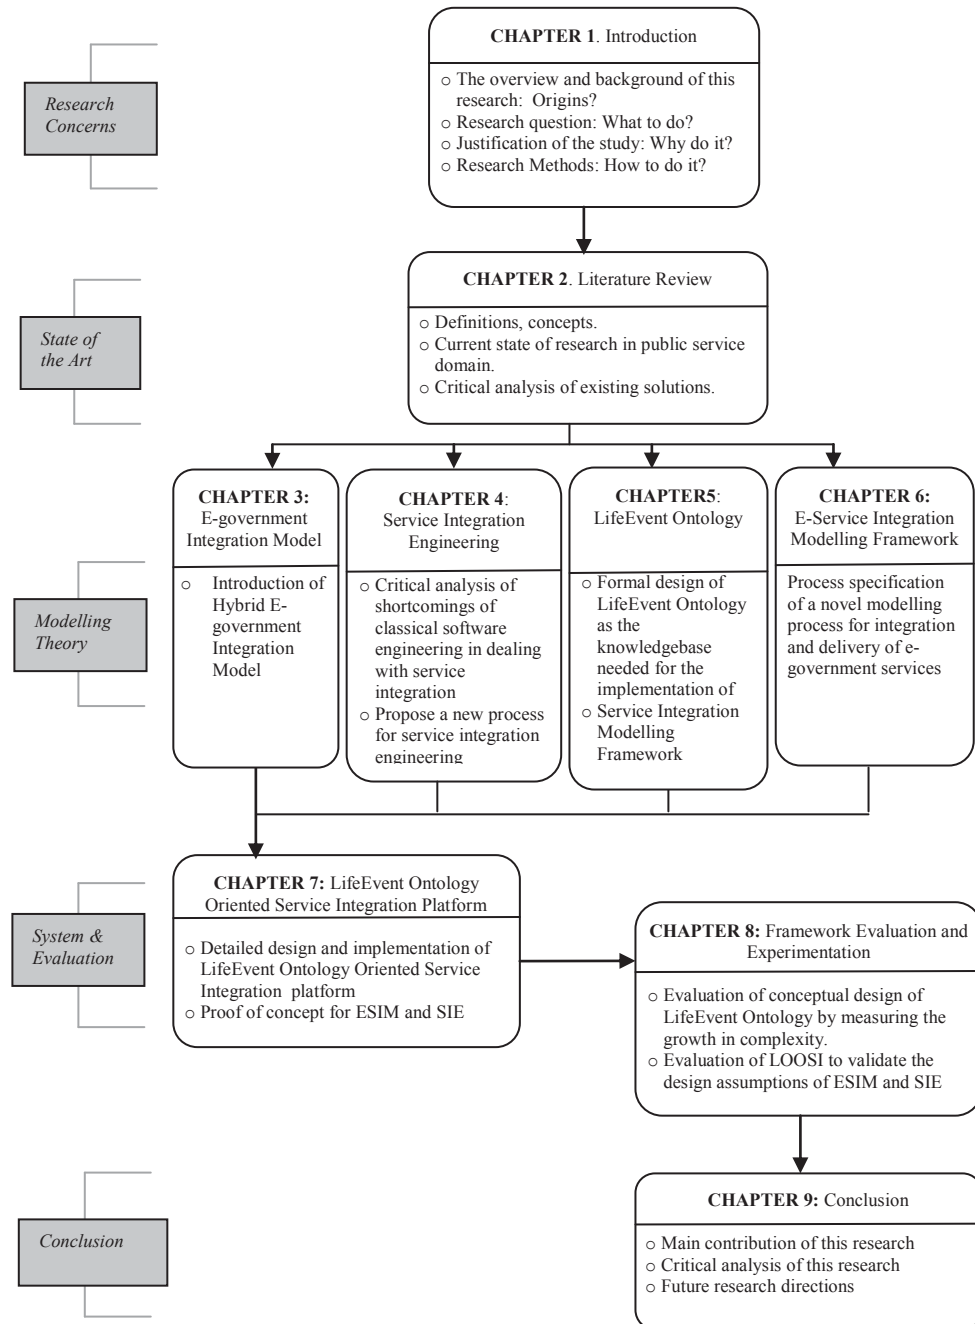 CHAPTER 1. Introduction
○ The overview and background of this
research:  Origins?
○ Research question: What to do?
○ Justification of the study: Why do it?
○ Research Methods: How to do it?
Research
Concerns
CHAPTER 2. Literature Review
○ Definitions, concepts.
○ Current state of research in public service
domain.
○ Critical analysis of existing solutions.
State of
the Art
CHAPTER 3:
E-government
Integration Model
○ Introduction of
Hybrid E-
government
Integration
Model
CHAPTER 4:
Service Integration
Engineering
○ Critical analysis of
shortcomings of
classical software
engineering in dealing
with service
integration
○ Propose a new process
for service integration
engineering
CHAPTER5:
LifeEvent Ontology
○ Formal design of
LifeEvent Ontology
as the
knowledgebase
needed for the
implementation of
○ Service Integration
Modelling
Framework
CHAPTER 6:
E-Service Integration
Modelling Framework
Process specification
of a novel modelling
process for integration
and delivery of e-
government services
Modelling
Theory
CHAPTER 7: LifeEvent Ontology
Oriented Service Integration Platform
○ Detailed design and implementation of
LifeEvent Ontology Oriented Service
Integration  platform
○ Proof of concept for ESIM and SIE
System &
Evaluation
CHAPTER 8: Framework Evaluation and
Experimentation
○ Evaluation of conceptual design of
LifeEvent Ontology by measuring the
growth in complexity.
○ Evaluation of LOOSI to validate the
design assumptions of ESIM and SIE
CHAPTER 9: Conclusion
○ Main contribution of this research
○ Critical analysis of this research
○ Future research directions
Conclusion